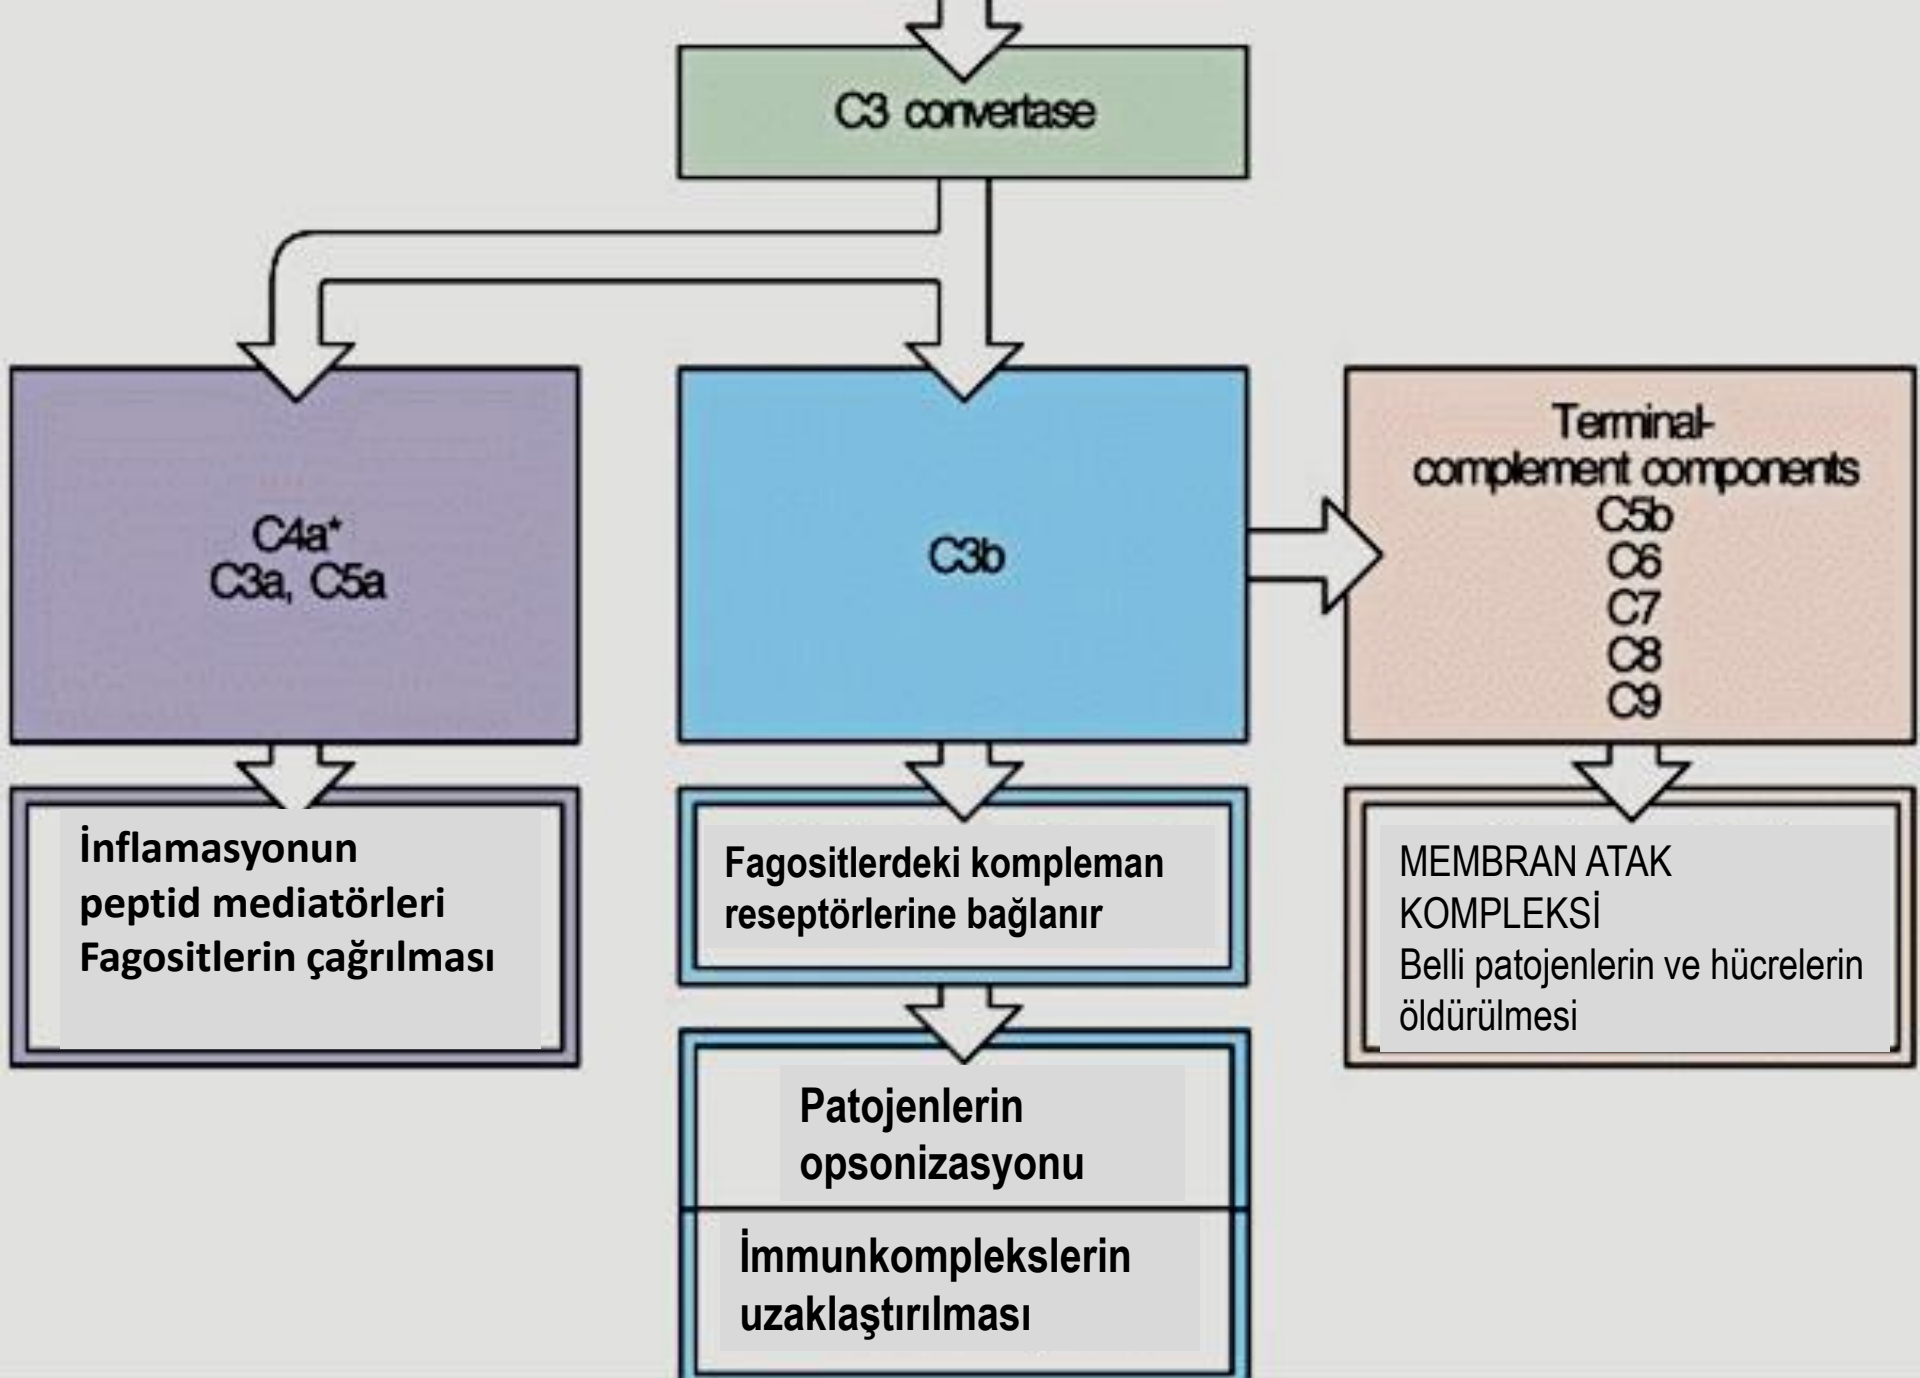 C3 convertase
C4a*
C3a, C5a
C3b
Terminal-
complement components
C5b
C6
C7
C8
C9
İnflamasyonun
peptid mediatörleri
Fagositlerin çağrılması
Fagositlerdeki kompleman
reseptörlerine bağlanır
MEMBRAN ATAK
KOMPLEKSİ
Belli patojenlerin ve hücrelerin
öldürülmesi
Patojenlerin
opsonizasyonu
İmmunkomplekslerin
uzaklaştırılması